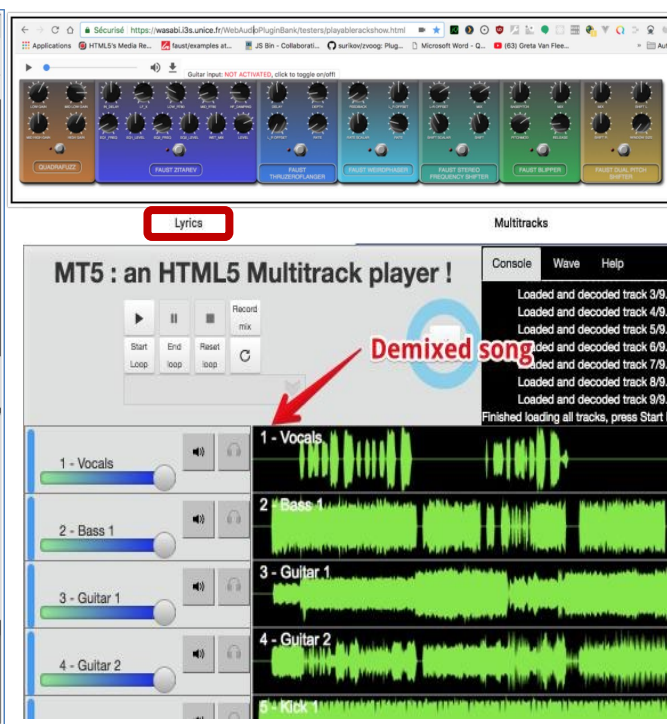 Sécurisé https://wasabi.i3s.unice.fr/WebAudioPluginBank/testers/playablerackshow.html
Applications HTML5's Media Re... faust/examples at... JS Bin - Collaborati... surikov/zvoog: Plug... Microsoft Word - Q... (63) Greta Van Flee... » Au
Guitar input: NOT ACTIVATED, click to toggle on/off!
QUADRAFUZZ
FAUST ZITAREV
FAUST THRUZEROFLANGER
FAUST WEIRDPHASER
FAUST STEREO FREQUENCY SHIFTER
FAUST BLIPPER
FAUST DUAL PITCH SHIFTER
Lyrics Multitracks
MT5 : an HTML5 Multitrack player !
Record mix
Start Loop
End loop
Reset loop
C
Demixed song
Console Wave Help
Loaded and decoded track 3/9.
Loaded and decoded track 4/9.
Loaded and decoded track 5/9.
Loaded and decoded track 6/9.
Loaded and decoded track 7/9.
Loaded and decoded track 8/9.
Loaded and decoded track 9/9.
Finished loading all tracks, press Start
1 - Vocals
1 - Vocals
2 - Bass 1
2 - Bass 1
3 - Guitar 1
3 - Guitar 1
4 - Guitar 2
4 - Guitar 2
5 - Kick 1